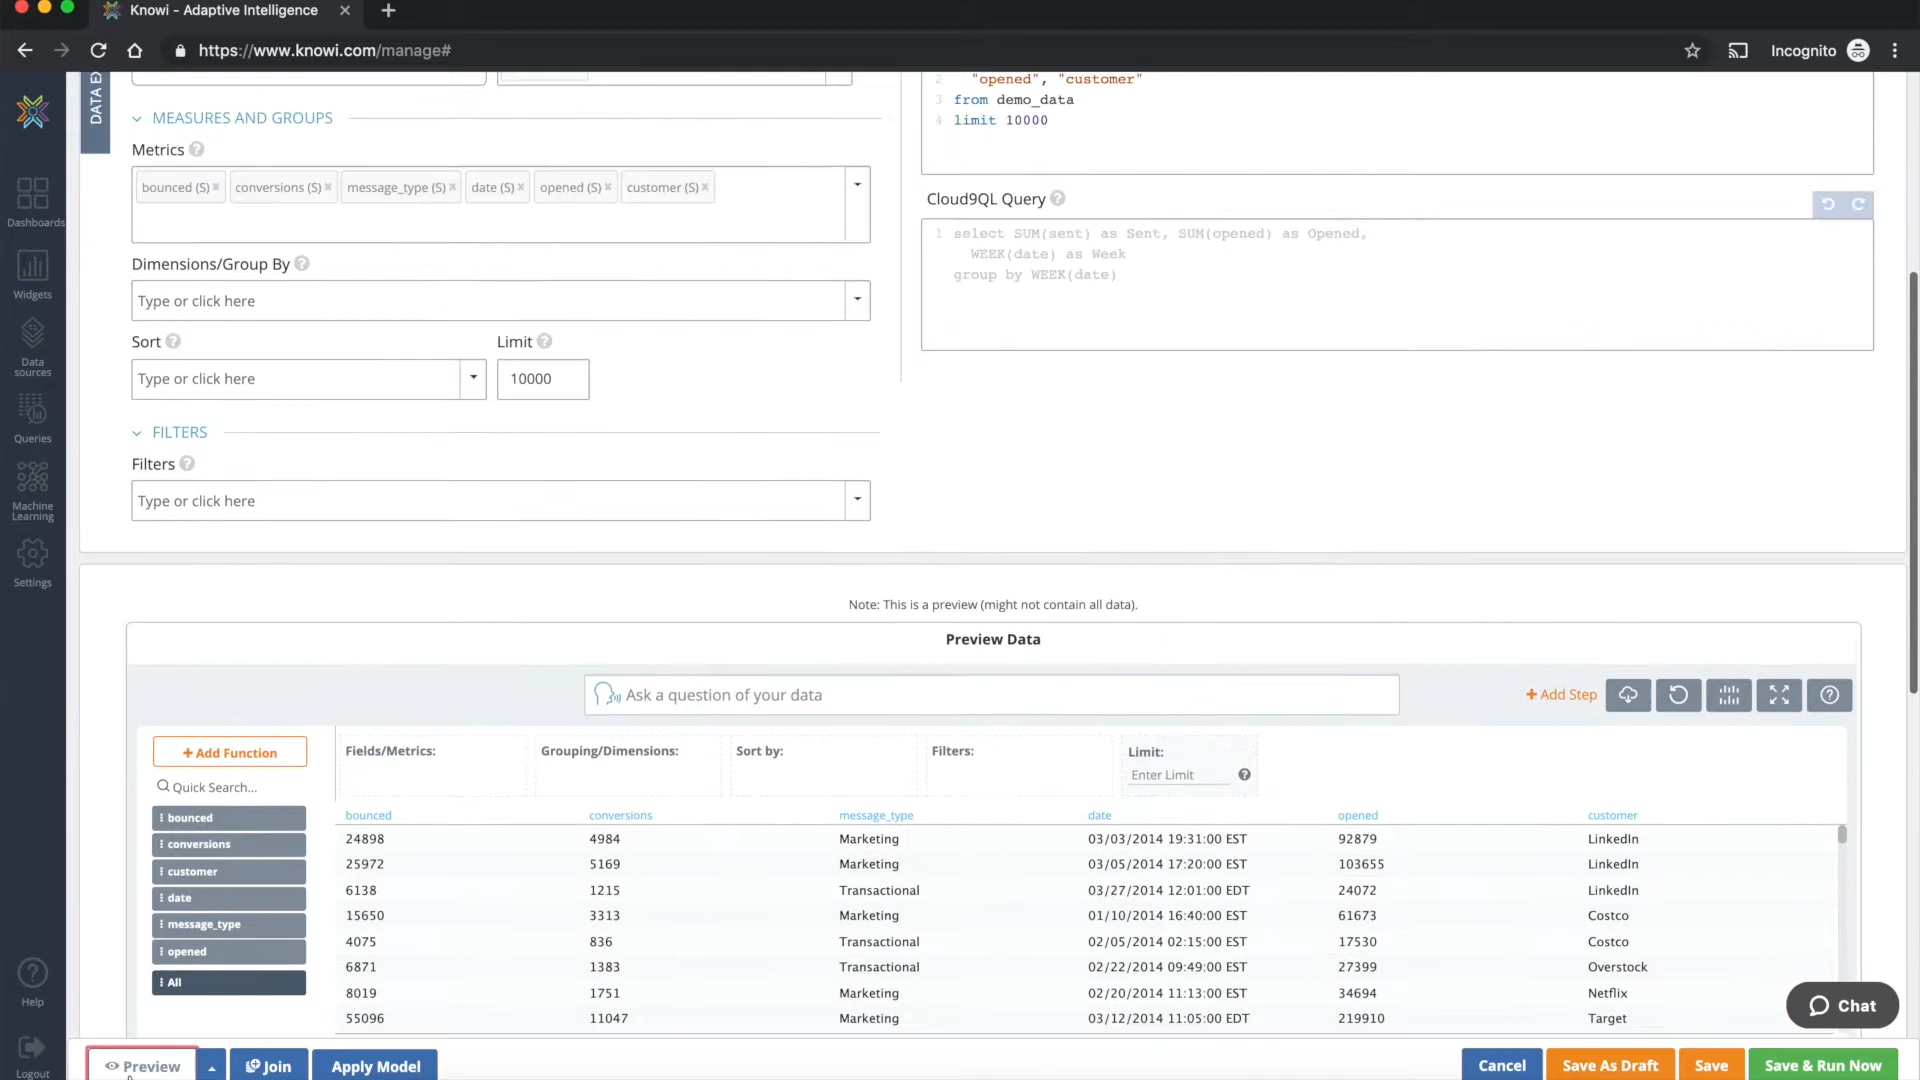 Knowi - Adaptive Intelligence
https://www.knowi.com/manage#
Incognito
DATA EX
Dashboards
Widgets
Data
sources
Queries
Machine
Learning
Settings
Help
Logout
MEASURES AND GROUPS
Metrics
bounced (S) conversions (S) message_type (S) date (S) opened (S) customer (S)
Dimensions/Group By
Type or click here
Sort
Limit
Type or click here
10000
FILTERS
Filters
Type or click here
2 "opened", "customer"
3 from demo_data
4 limit 10000
Cloud9QL Query
1 select SUM(sent) as Sent, SUM(opened) as Opened,
WEEK(date) as Week
group by WEEK(date)
Note: This is a preview (might not contain all data).
Preview Data
Ask a question of your data
+ Add Step
+ Add Function
Quick Search...
bounced
conversions
customer
date
message_type
opened
All
Fields/Metrics: Grouping/Dimensions: Sort by: Filters: Limit:
Enter Limit
bounced conversions message_type date opened customer
24898 4984 Marketing 03/03/2014 19:31:00 EST 92879 LinkedIn
25972 5169 Marketing 03/05/2014 17:20:00 EST 103655 LinkedIn
6138 1215 Transactional 03/27/2014 12:01:00 EDT 24072 LinkedIn
15650 3313 Marketing 01/10/2014 16:40:00 EST 61673 Costco
4075 836 Transactional 02/05/2014 02:15:00 EST 17530 Costco
6871 1383 Transactional 02/22/2014 09:49:00 EST 27399 Overstock
8019 1751 Marketing 02/20/2014 11:13:00 EST 34694 Netflix
55096 11047 Marketing 03/12/2014 11:05:00 EDT 219910 Target
Chat
Preview
Join
Apply Model
Cancel
Save As Draft
Save
Save & Run Now